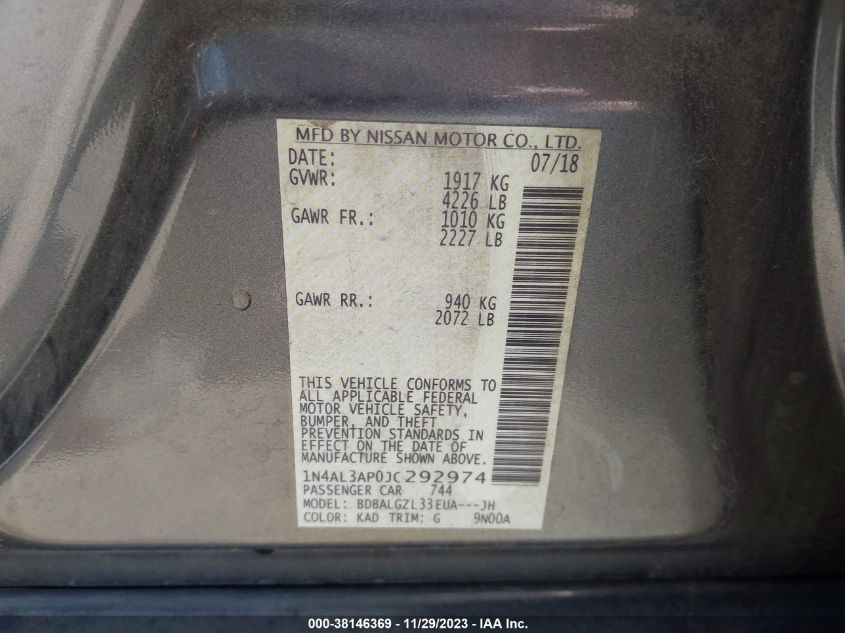 MFD BY NISSAN MOTOR CO., LTD.
DATE: 07/18
GVWR: 1917 KG
4226 LB
GAWR FR.: 1010 KG
2227 LB
GAWR RR.: 940 KG
2072 LB
THIS VEHICLE CONFORMS TO
ALL APPLICABLE FEDERAL
MOTOR VEHICLE SAFETY,
BUMPER, AND THEFT
PREVENTION STANDARDS IN
EFFECT ON THE DATE OF
MANUFACTURE SHOWN ABOVE.
1N4AL3AP0JC292974
PASSENGER CAR 744
MODEL: BDBALGZL33EUA---JH
COLOR: KAD TRIM: G 9N00A
000-38146369 - 11/29/2023 - IAA Inc.